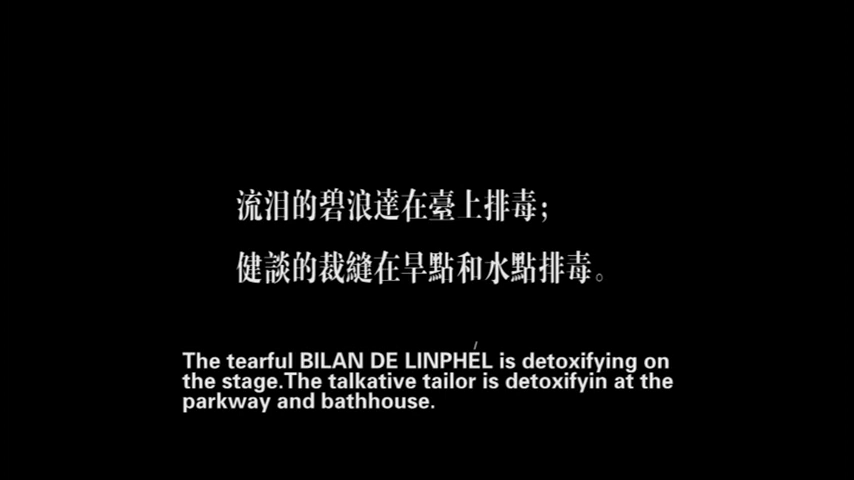 流泪的碧浪達在臺上排毒;
健談的裁縫在旱點和水點排毒。
The tearful BILAN DE LINPHÉL is detoxifying on
the stage.The talkative tailor is detoxifyin at the
parkway and bathhouse.